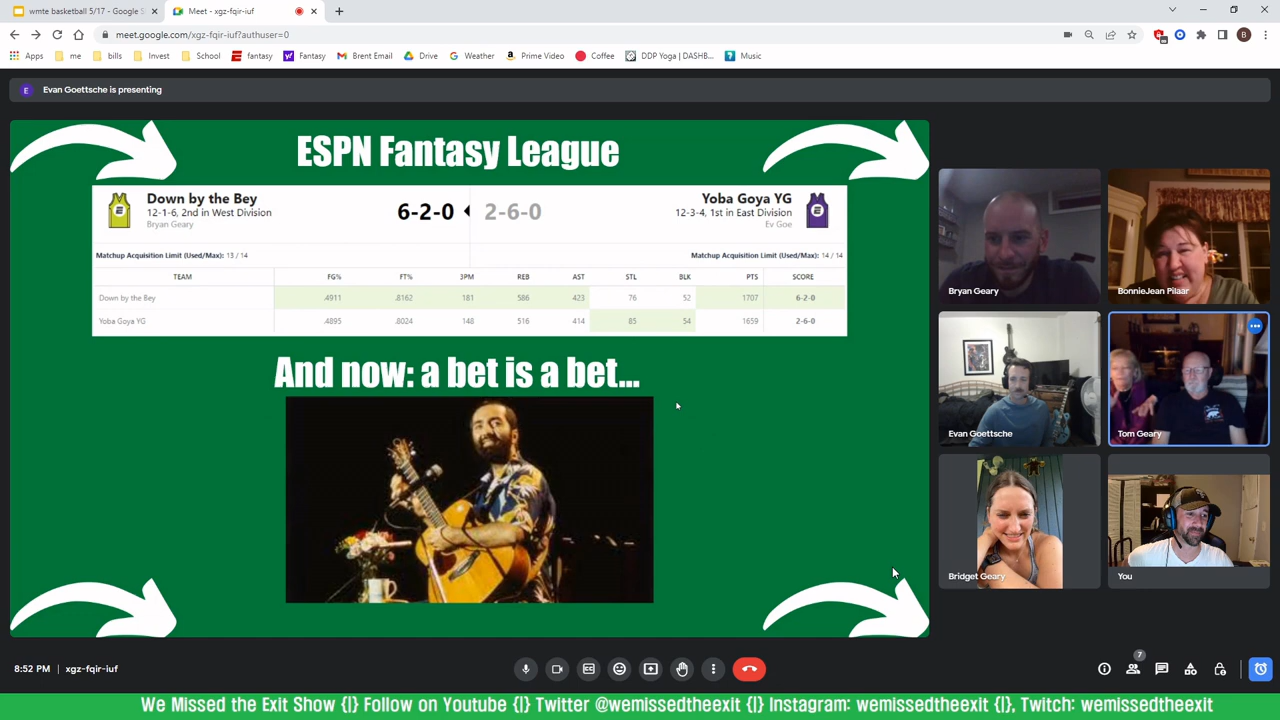 wmte basketball 5/17 - Google S
Meet - xgz-fqir-iuf
meet.google.com/xgz-fqir-iuf?authuser=0
B
Apps me bills Invest School fantasy Fantasy Brent Email Drive Weather Prime Video Coffee DDP Yoga | DASHB... Music
E Evan Goettsche is presenting
ESPN Fantasy League
Down by the Bey
12-1-6, 2nd in West Division
Bryan Geary
6-2-0 2-6-0
Yoba Goya YG
12-3-4, 1st in East Division
Ev Goe
Matchup Acquisition Limit (Used/Max): 13 / 14
Matchup Acquisition Limit (Used/Max): 14 / 14
TEAM FG% FT% 3PM REB AST STL BLK PTS SCORE
Down by the Bey .4911 .8162 181 586 423 76 52 1707 6-2-0
Yoba Goya YG .4895 .8024 148 516 414 85 54 1659 2-6-0
And now: a bet is a bet...
Bryan Geary
BonnieJean Pilaar
Evan Goettsche
Tom Geary
Bridget Geary
You
8:52 PM | xgz-fqir-iuf
7
We Missed the Exit Show {|} Follow on Youtube {|} Twitter @wemissedtheexit {|} Instagram: wemissedtheexit {|}, Twitch: wemissedtheexit